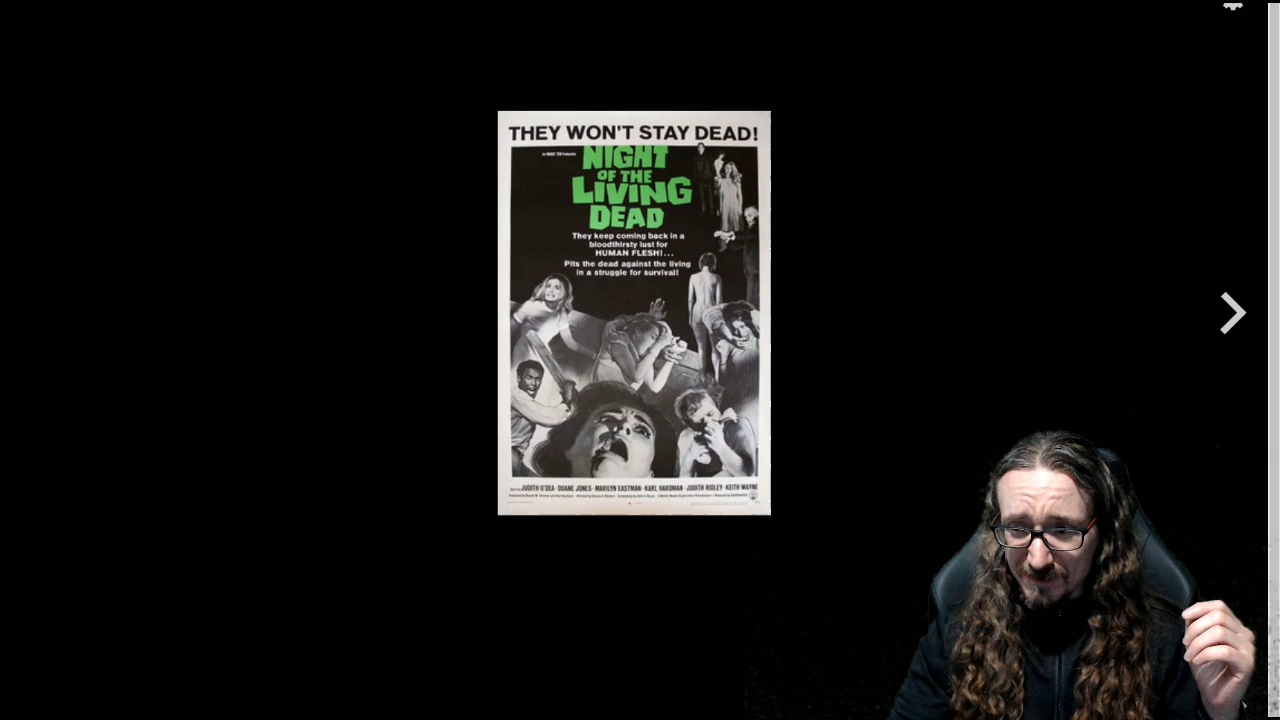 THEY WON'T STAY DEAD!
NIGHT
OF THE
LIVING
DEAD
They keep coming back in a
bloodthirsty lust for
HUMAN FLESH!...
Pits the dead against the living
in a struggle for survival!
JUDITH O'DEA · DUANE JONES · MARILYN EASTMAN · KARL HARDMAN · JUDITH RIDLEY · KEITH WAYNE